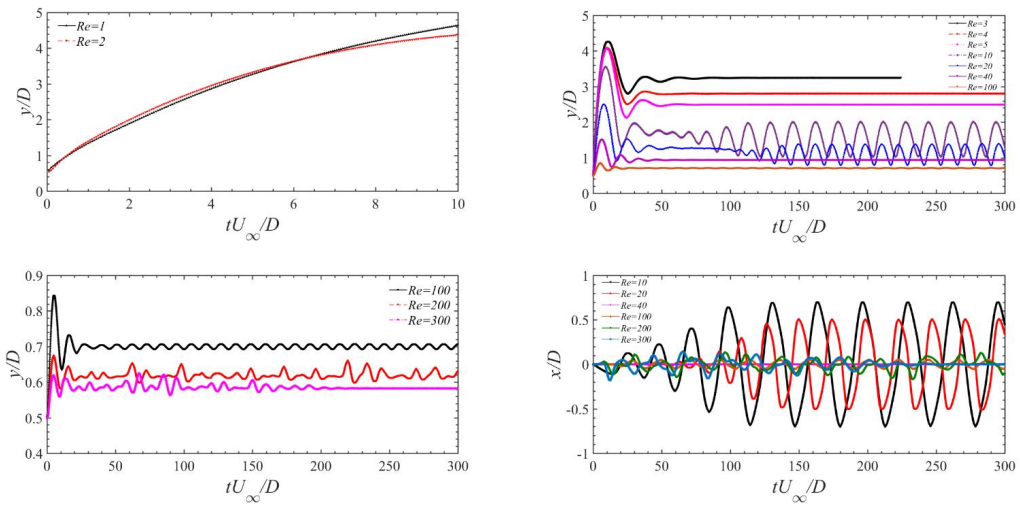 5
4
3
2
1
0
y/D
Re=1
Re=2
0 2 4 6 8 10
tU∞/D
5
4
3
2
1
0
y/D
Re=3
Re=4
Re=5
Re=10
Re=20
Re=40
Re=100
0 50 100 150 200 250 300
tU∞/D
0.9
0.8
0.7
0.6
0.5
0.4
y/D
Re=100
Re=200
Re=300
0 50 100 150 200 250 300
tU∞/D
1
0.5
0
-0.5
-1
x/D
Re=10
Re=20
Re=40
Re=100
Re=200
Re=300
0 50 100 150 200 250 300
tU∞/D